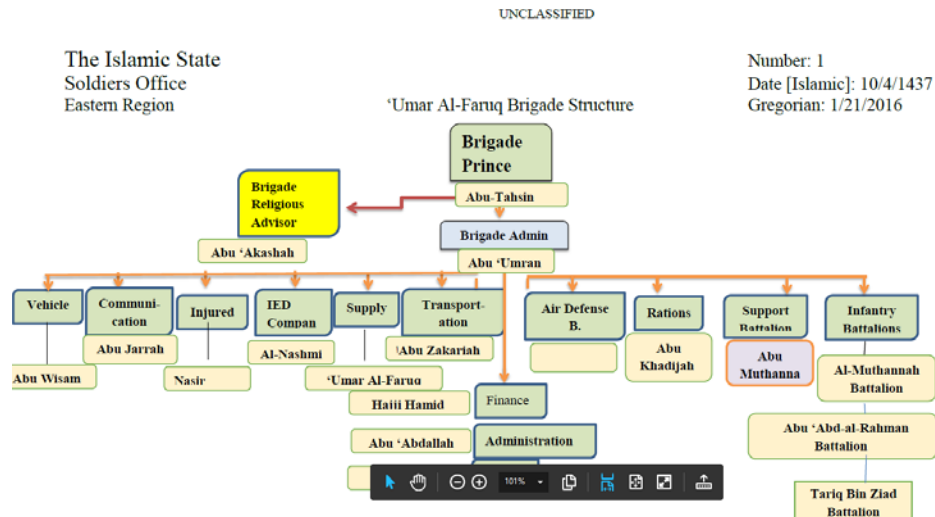 UNCLASSIFIED
The Islamic State
Soldiers Office
Eastern Region
Number: 1
Date [Islamic]: 10/4/1437
Gregorian: 1/21/2016
‘Umar Al-Faruq Brigade Structure
Brigade
Prince
Abu-Tahsin
Brigade
Religious
Advisor
Abu ‘Akashah
Brigade Admin
Abu ‘Umran
Vehicle
Communi-
cation
Injured
IED
Compan
Supply
Transport-
ation
Air Defense
B.
Rations
Support
Battalion
Infantry
Battalions
Abu Wisam
Abu Jarrah
Nasir
Al-Nashmi
‘Umar Al-Faruq
Abu Zakariah
Abu
Khadijah
Abu
Muthanna
Al-Muthannah
Battalion
Haiii Hamid
Finance
Abu ‘Abdallah
Administration
Abu ‘Abd-al-Rahman
Battalion
Tariq Bin Ziad
Battalion
101%